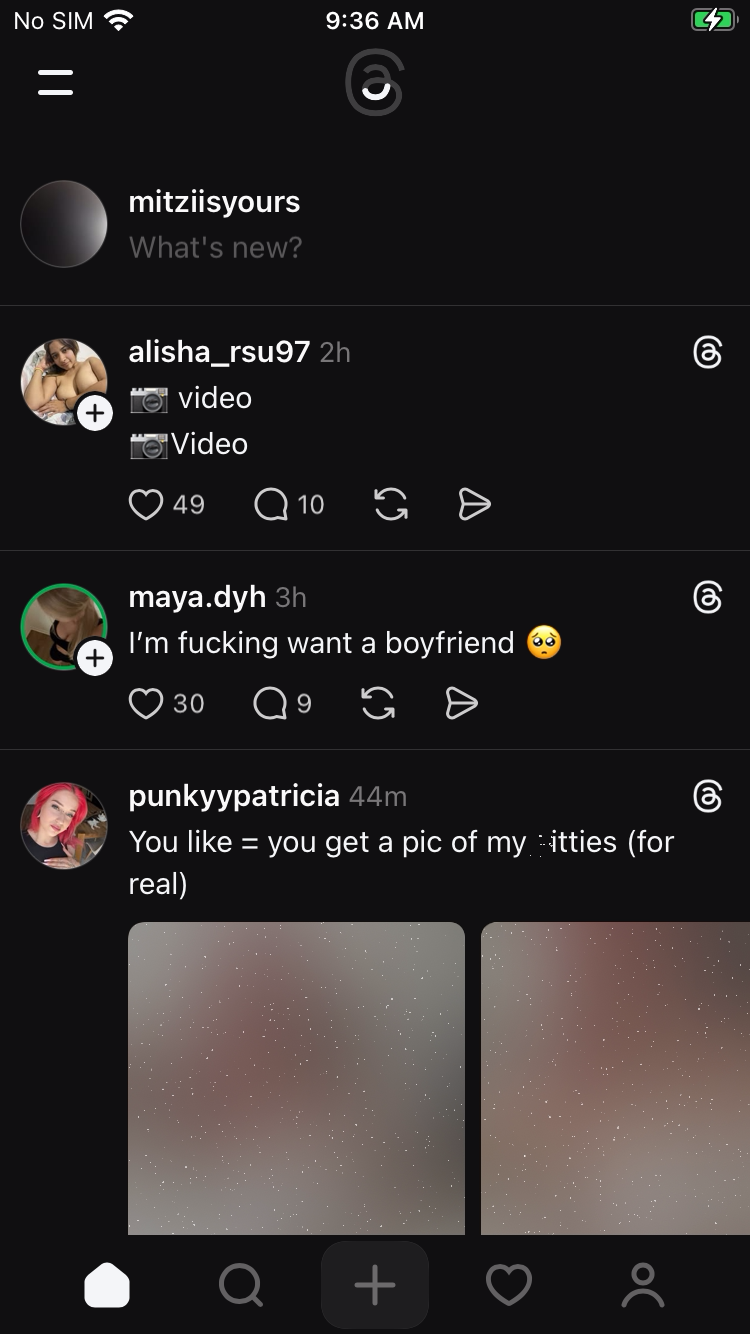 No SIM 9:36 AM
mitziisyours
What's new?
alisha_rsu97 2h
📷 video
📷Video
49 10
maya.dyh 3h
I’m fucking want a boyfriend 🥺
30 9
punkyypatricia 44m
You like = you get a pic of my itties (for
real)